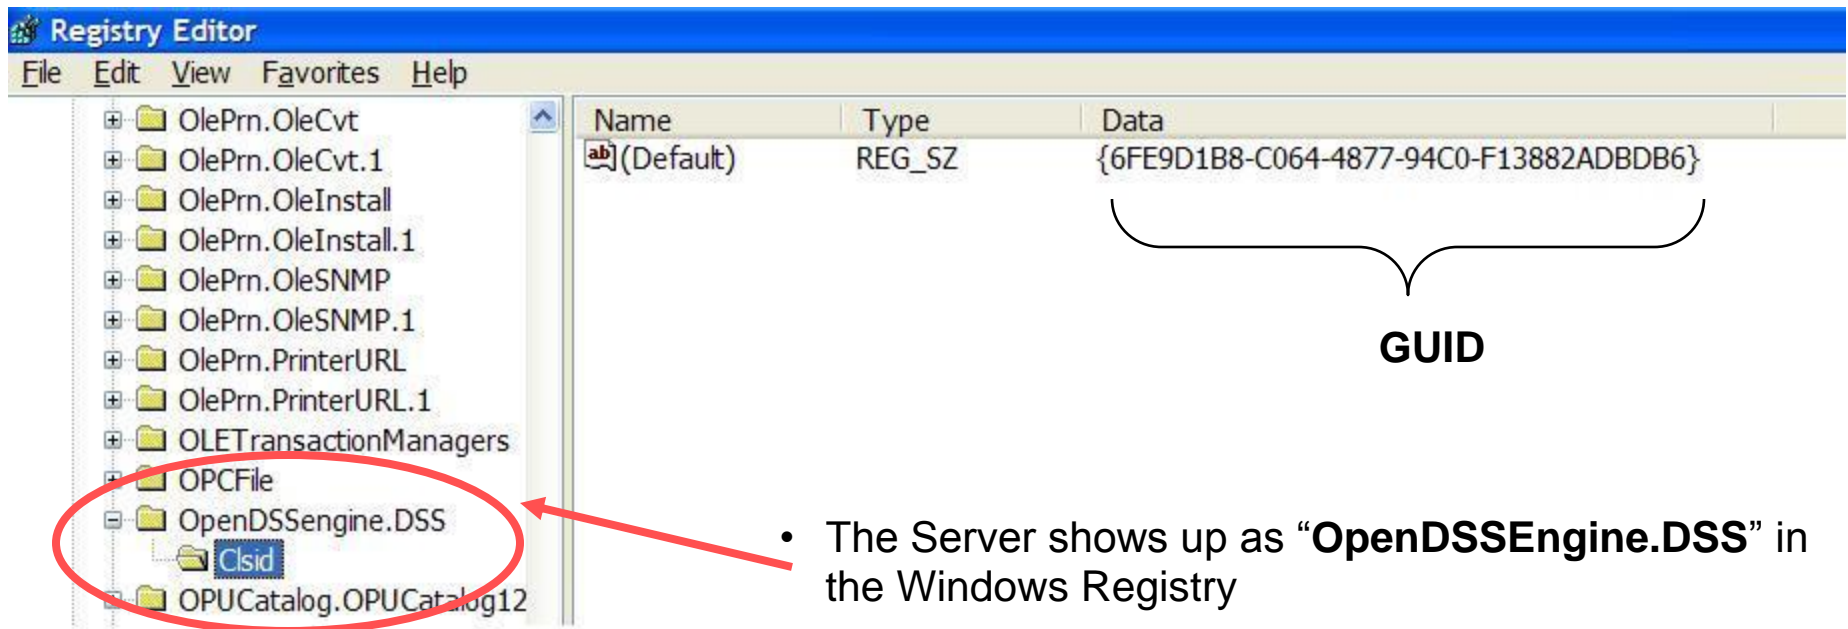 Registry Editor
File Edit View Favorites Help
OlePrn.OleCvt
OlePrn.OleCvt.1
OlePrn.OleInstall
OlePrn.OleInstall.1
OlePrn.OleSNMP
OlePrn.OleSNMP.1
OlePrn.PrinterURL
OlePrn.PrinterURL.1
OLETransactionManagers
OPCFile
OpenDSSengine.DSS
Clsid
OPUCatalog.OPUCatalog12
Name Type Data
ab (Default) REG_SZ {6FE9D1B8-C064-4877-94C0-F13882ADBDB6}
GUID
• The Server shows up as “OpenDSSEngine.DSS” in
the Windows Registry